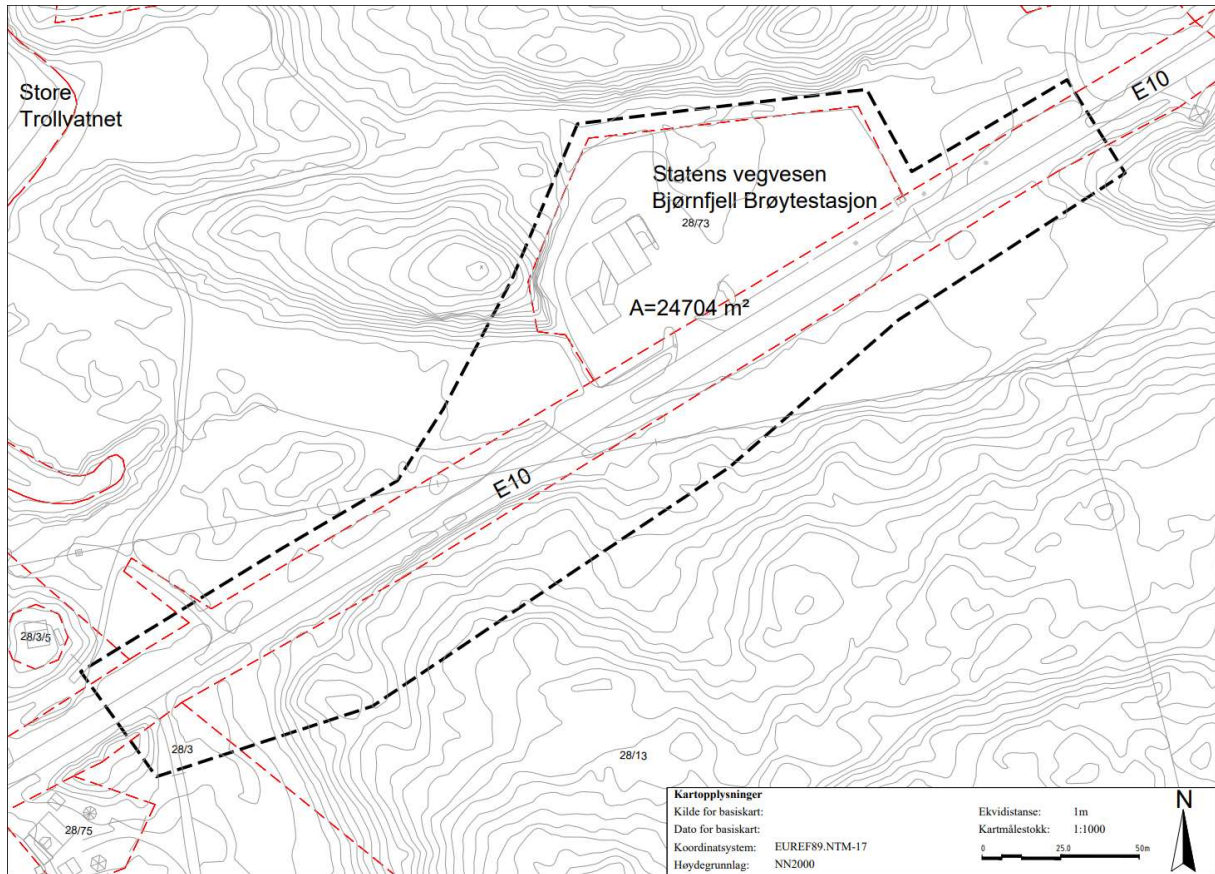 Store
Trollvatnet
E10
Statens vegvesen
Bjørnfjell Brøytestasjon
28/73
A=24704 m²
E10
28/3/5
28/3
28/13
28/75
Kartopplysninger
Kilde for basiskart:
Dato for basiskart:
Koordinatsystem: EUREF89.NTM-17
Høydegrunnlag: NN2000
Ekvidistanse: 1m
Kartmålestokk: 1:1000
0 25.0 50m
N